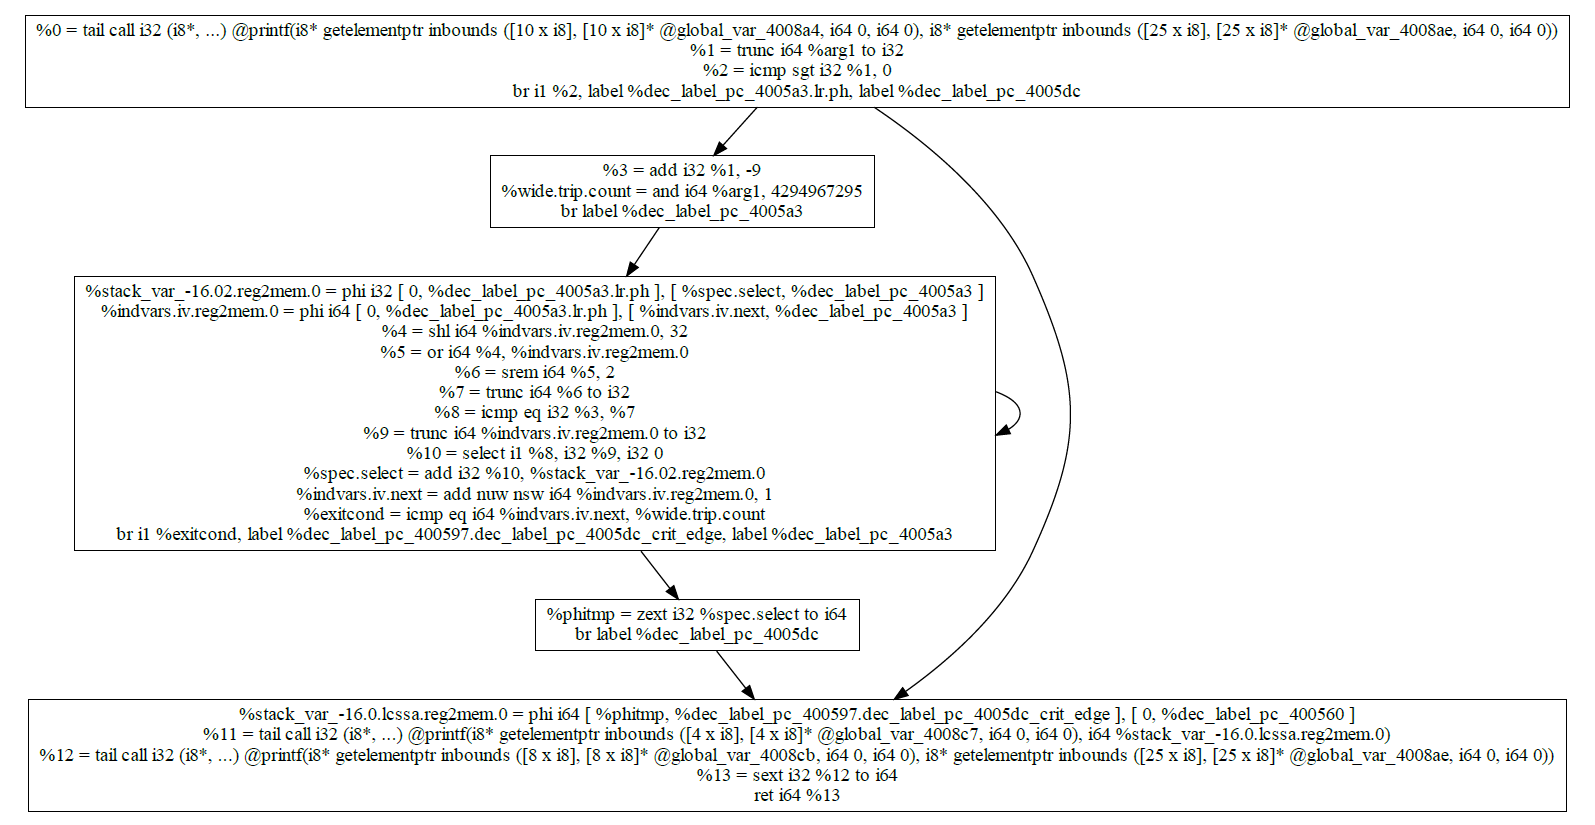 %0 = tail call i32 (i8*, ...) @printf(i8* getelementptr inbounds ([10 x i8], [10 x i8]* @global_var_4008a4, i64 0, i64 0), i8* getelementptr inbounds ([25 x i8], [25 x i8]* @global_var_4008ae, i64 0, i64 0))
%1 = trunc i64 %arg1 to i32
%2 = icmp sgt i32 %1, 0
br i1 %2, label %dec_label_pc_4005a3.lr.ph, label %dec_label_pc_4005dc
%3 = add i32 %1, -9
%wide.trip.count = and i64 %arg1, 4294967295
br label %dec_label_pc_4005a3
%stack_var_-16.02.reg2mem.0 = phi i32 [ 0, %dec_label_pc_4005a3.lr.ph ], [ %spec.select, %dec_label_pc_4005a3 ]
%indvars.iv.reg2mem.0 = phi i64 [ 0, %dec_label_pc_4005a3.lr.ph ], [ %indvars.iv.next, %dec_label_pc_4005a3 ]
%4 = shl i64 %indvars.iv.reg2mem.0, 32
%5 = or i64 %4, %indvars.iv.reg2mem.0
%6 = srem i64 %5, 2
%7 = trunc i64 %6 to i32
%8 = icmp eq i32 %3, %7
%9 = trunc i64 %indvars.iv.reg2mem.0 to i32
%10 = select i1 %8, i32 %9, i32 0
%spec.select = add i32 %10, %stack_var_-16.02.reg2mem.0
%indvars.iv.next = add nuw nsw i64 %indvars.iv.reg2mem.0, 1
%exitcond = icmp eq i64 %indvars.iv.next, %wide.trip.count
br i1 %exitcond, label %dec_label_pc_400597.dec_label_pc_4005dc_crit_edge, label %dec_label_pc_4005a3
%phitmp = zext i32 %spec.select to i64
br label %dec_label_pc_4005dc
%stack_var_-16.0.lcssa.reg2mem.0 = phi i64 [ %phitmp, %dec_label_pc_400597.dec_label_pc_4005dc_crit_edge ], [ 0, %dec_label_pc_400560 ]
%11 = tail call i32 (i8*, ...) @printf(i8* getelementptr inbounds ([4 x i8], [4 x i8]* @global_var_4008c7, i64 0, i64 0), i64 %stack_var_-16.0.lcssa.reg2mem.0)
%12 = tail call i32 (i8*, ...) @printf(i8* getelementptr inbounds ([8 x i8], [8 x i8]* @global_var_4008cb, i64 0, i64 0), i8* getelementptr inbounds ([25 x i8], [25 x i8]* @global_var_4008ae, i64 0, i64 0))
%13 = sext i32 %12 to i64
ret i64 %13